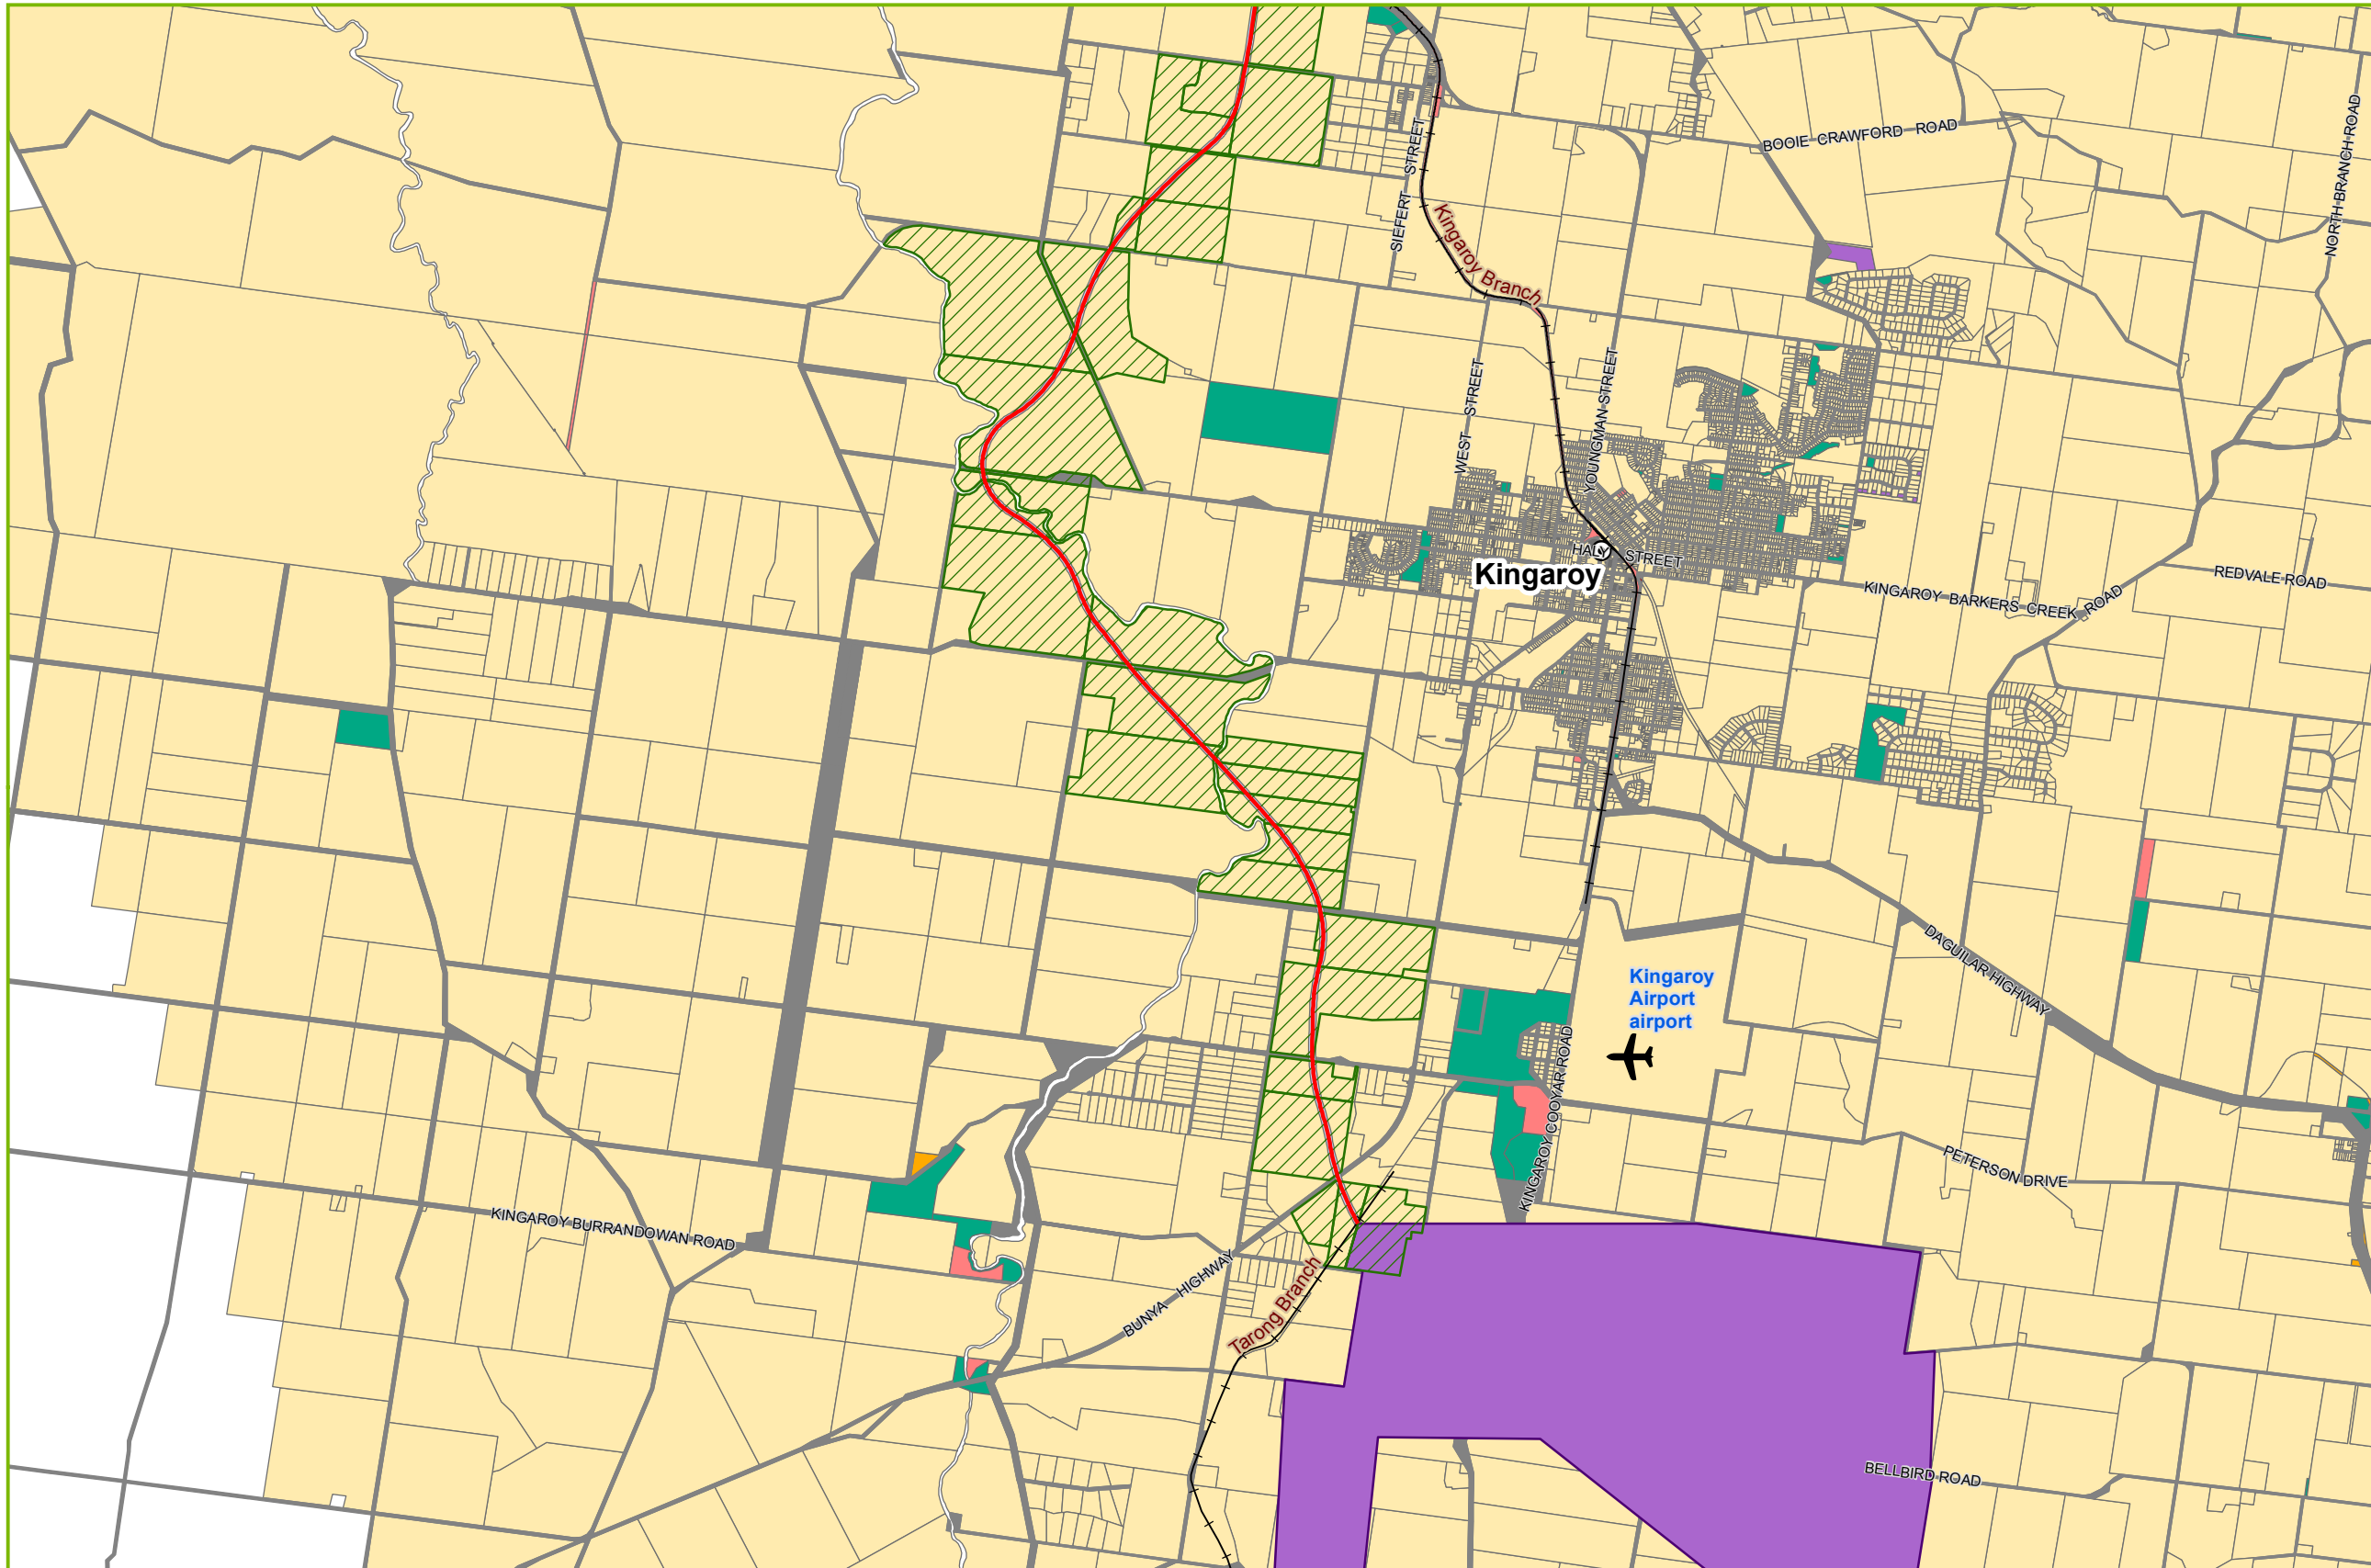 BOOIE CRAWFORD ROAD
NORTH BRANCH ROAD
SIEFERT STREET
Kingaroy Branch
WEST STREET
YOUNGMAN STREET
HALY STREET
Kingaroy
KINGAROY BARKERS CREEK ROAD
REDVALE ROAD
DAGUILAR HIGHWAY
Kingaroy
Airport
airport
KINGAROY COOYAR ROAD
PETERSON DRIVE
KINGAROY BURRANDOWAN ROAD
BUNYA HIGHWAY
Tarong Branch
BELLBIRD ROAD